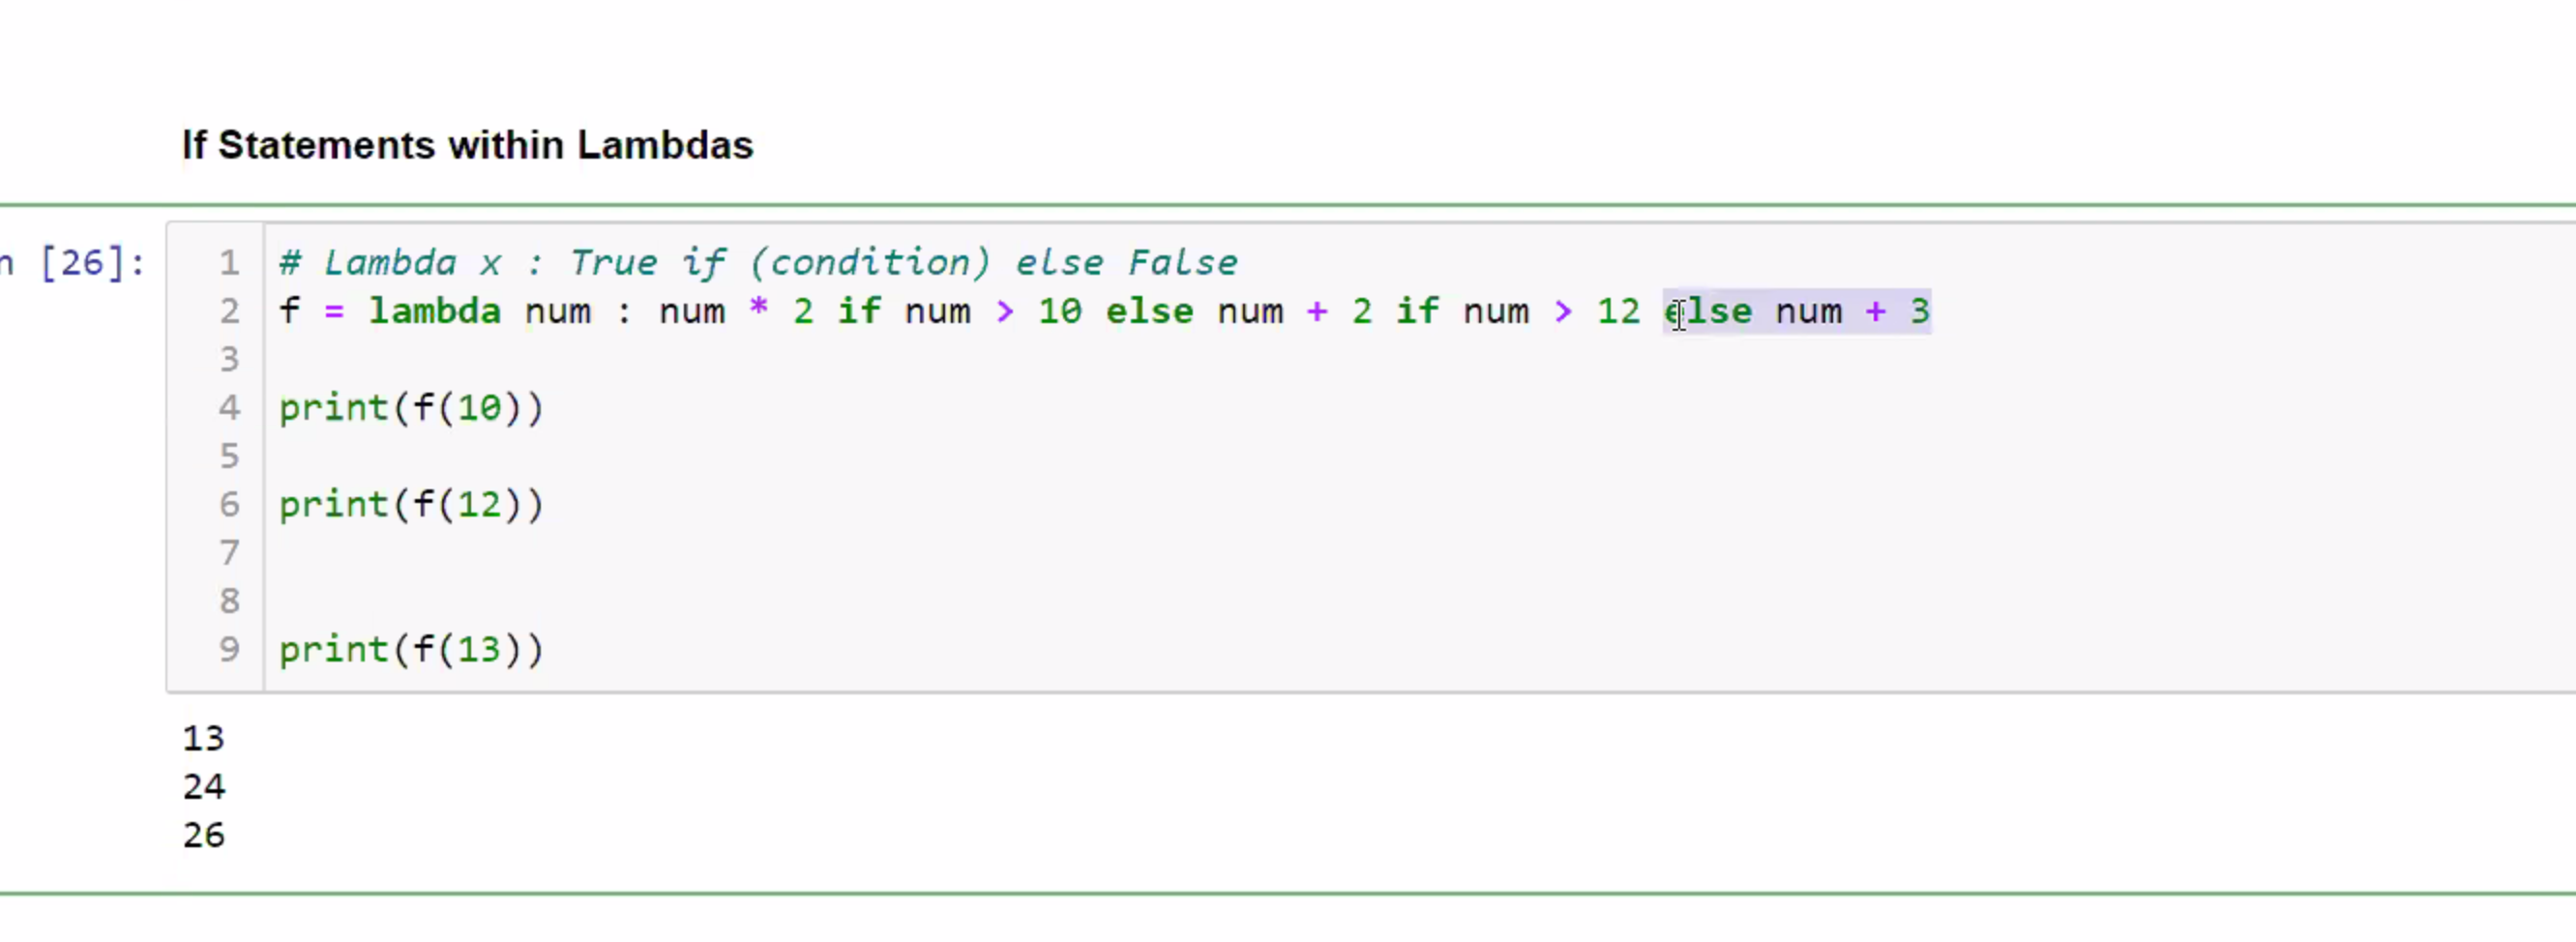 If Statements within Lambdas
n [26]:
1 # Lambda x : True if (condition) else False
2 f = lambda num : num * 2 if num > 10 else num + 2 if num > 12 else num + 3
3
4 print(f(10))
5
6 print(f(12))
7
8
9 print(f(13))
13
24
26